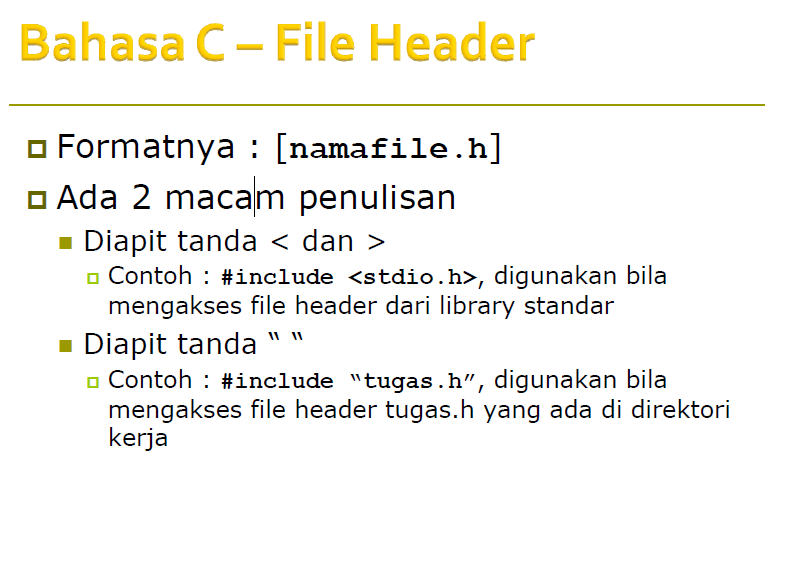 Bahasa C – File Header
Formatnya : [namafile.h]
Ada 2 macam penulisan
Diapit tanda < dan >
Contoh : #include <stdio.h>, digunakan bila
mengakses file header dari library standar
Diapit tanda “ “
Contoh : #include “tugas.h”, digunakan bila
mengakses file header tugas.h yang ada di direktori
kerja